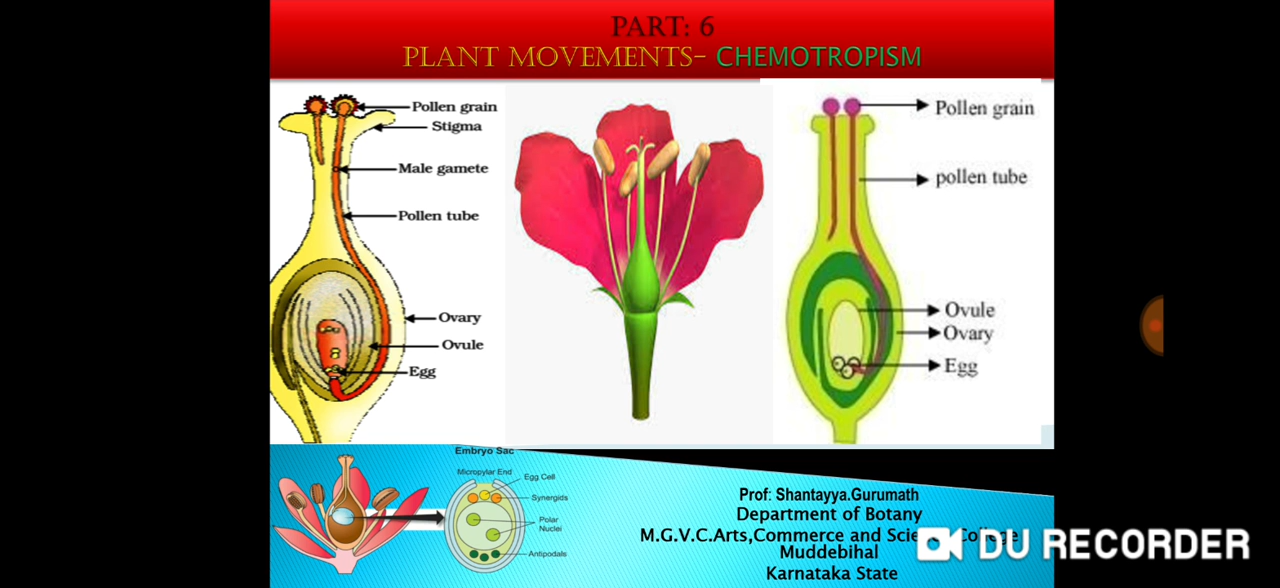 PART: 6
PLANT MOVEMENTS- CHEMOTROPISM
Pollen grain
Stigma
Male gamete
Pollen tube
Ovary
Ovule
Egg
Pollen grain
pollen tube
Ovule
Ovary
Egg
Embryo Sac
Micropylar End
Egg Cell
Synergids
Polar
Nuclei
Antipodals
Prof: Shantayya.Gurumath
Department of Botany
M.G.V.C.Arts,Commerce and Science College
Muddebihal
Karnataka State
DU RECORDER